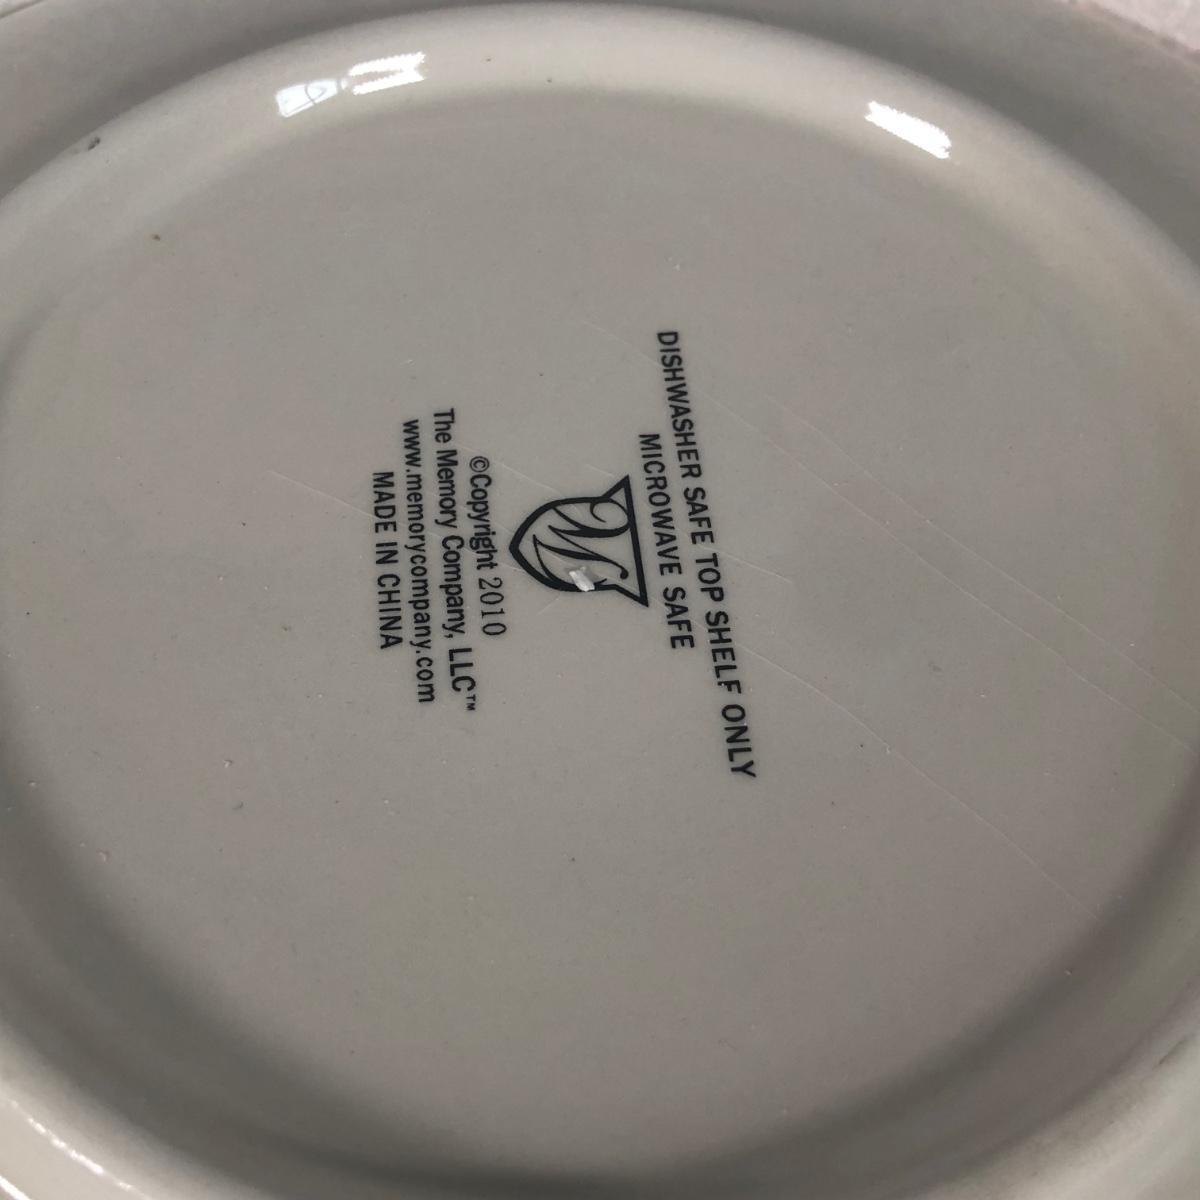 DISHWASHER SAFE TOP SHELF ONLY
MICROWAVE SAFE
M
©Copyright 2010
The Memory Company, LLC™
www.memorycompany.com
MADE IN CHINA